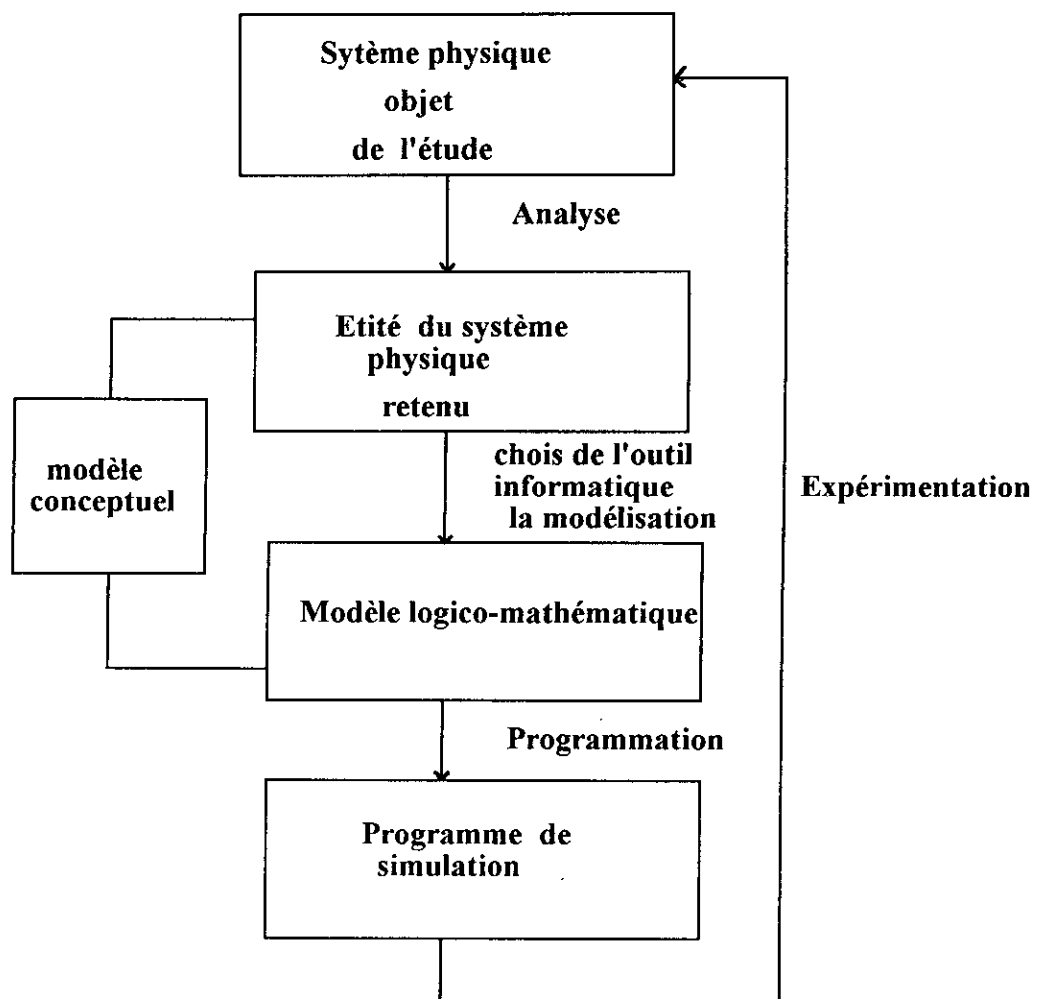 Sytème physique
objet
de l'étude
Analyse
Etité du système
physique
retenu
modèle
conceptuel
chois de l'outil
informatique
la modélisation
Expérimentation
Modèle logico-mathématique
Programmation
Programme de
simulation